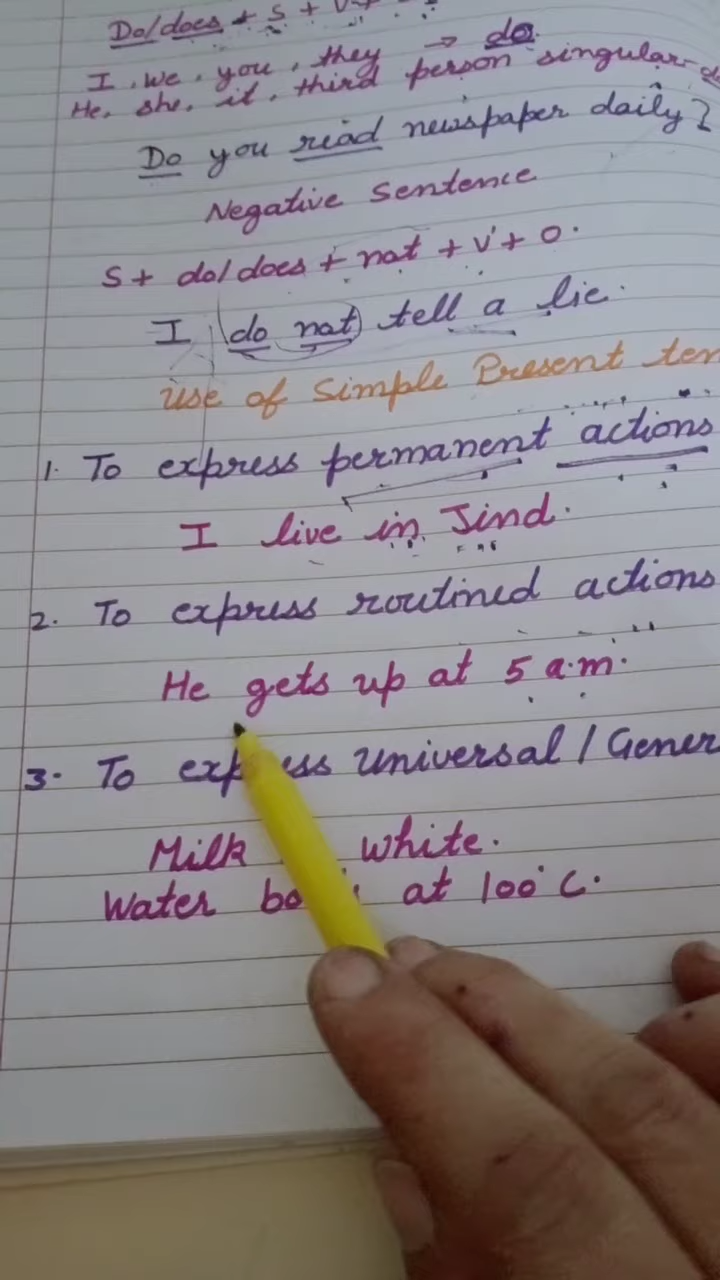 Do/does + S + V +
I, we, you, they → do
He, she, it, third person singular-d
Do you read newspaper daily?
Negative Sentence
S + do/does + not + V + O.
I do not tell a lie.
use of Simple Present ten
1. To express permanent actions
I live in Jind.
2. To express routined actions
He gets up at 5 a.m.
3. To express universal / Gener
Milk white.
Water at 100°C.